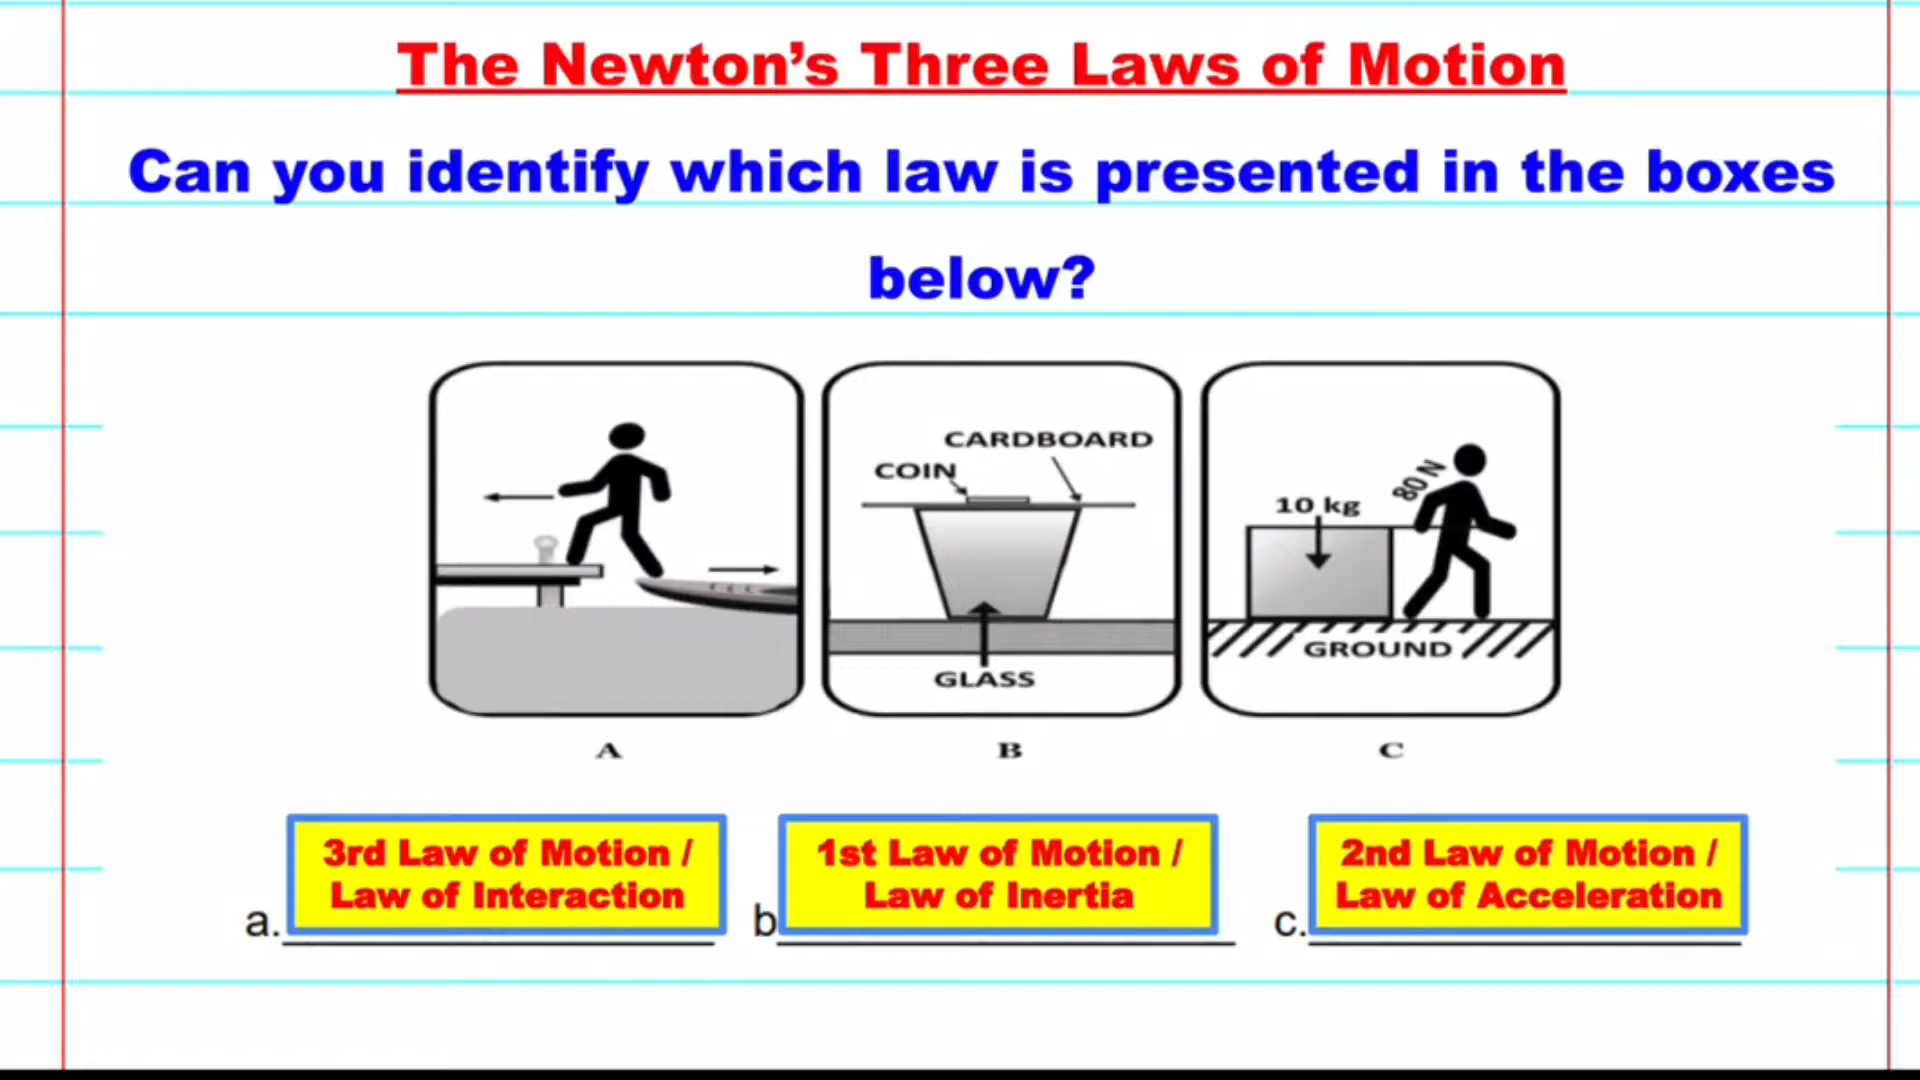 The Newton’s Three Laws of Motion
Can you identify which law is presented in the boxes
below?
CARDBOARD
COIN
GLASS
80 N
10 kg
GROUND
A
B
C
a.
3rd Law of Motion /
Law of Interaction
b
1st Law of Motion /
Law of Inertia
c.
2nd Law of Motion /
Law of Acceleration